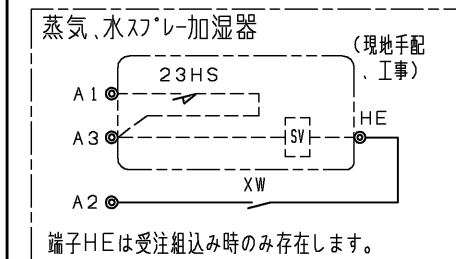 蒸気、水スプレー加湿器
(現地手配
、工事)
23HS
A1
A3
SV
HE
XW
A2
端子HEは受注組込み時のみ存在します。